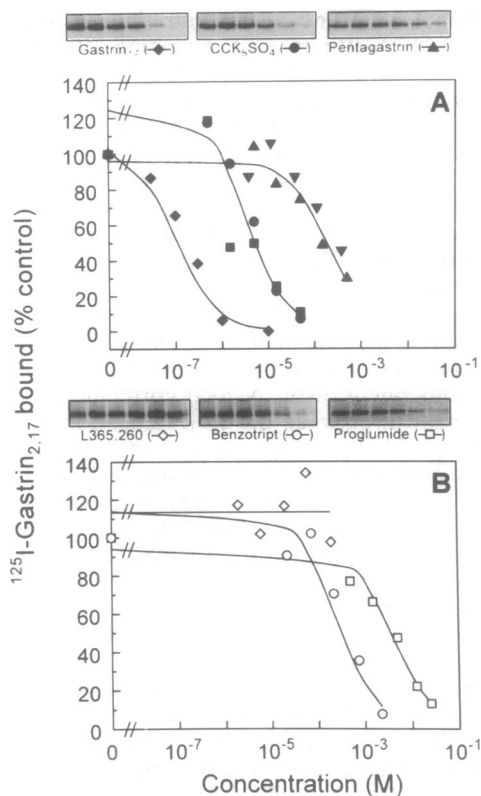 Gastrin (–◆–) CCK₈SO₄ (–●–) Pentagastrin (–▲–)
A
140
120
100
80
60
40
20
0
0 10⁻⁷ 10⁻⁵ 10⁻³ 10⁻¹
¹²⁵I-Gastrin₂,₁₇ bound (% control)
L365,260 (–◇–) Benzotript (–○–) Proglumide (–□–)
B
140
120
100
80
60
40
20
0
0 10⁻⁷ 10⁻⁵ 10⁻³ 10⁻¹
Concentration (M)